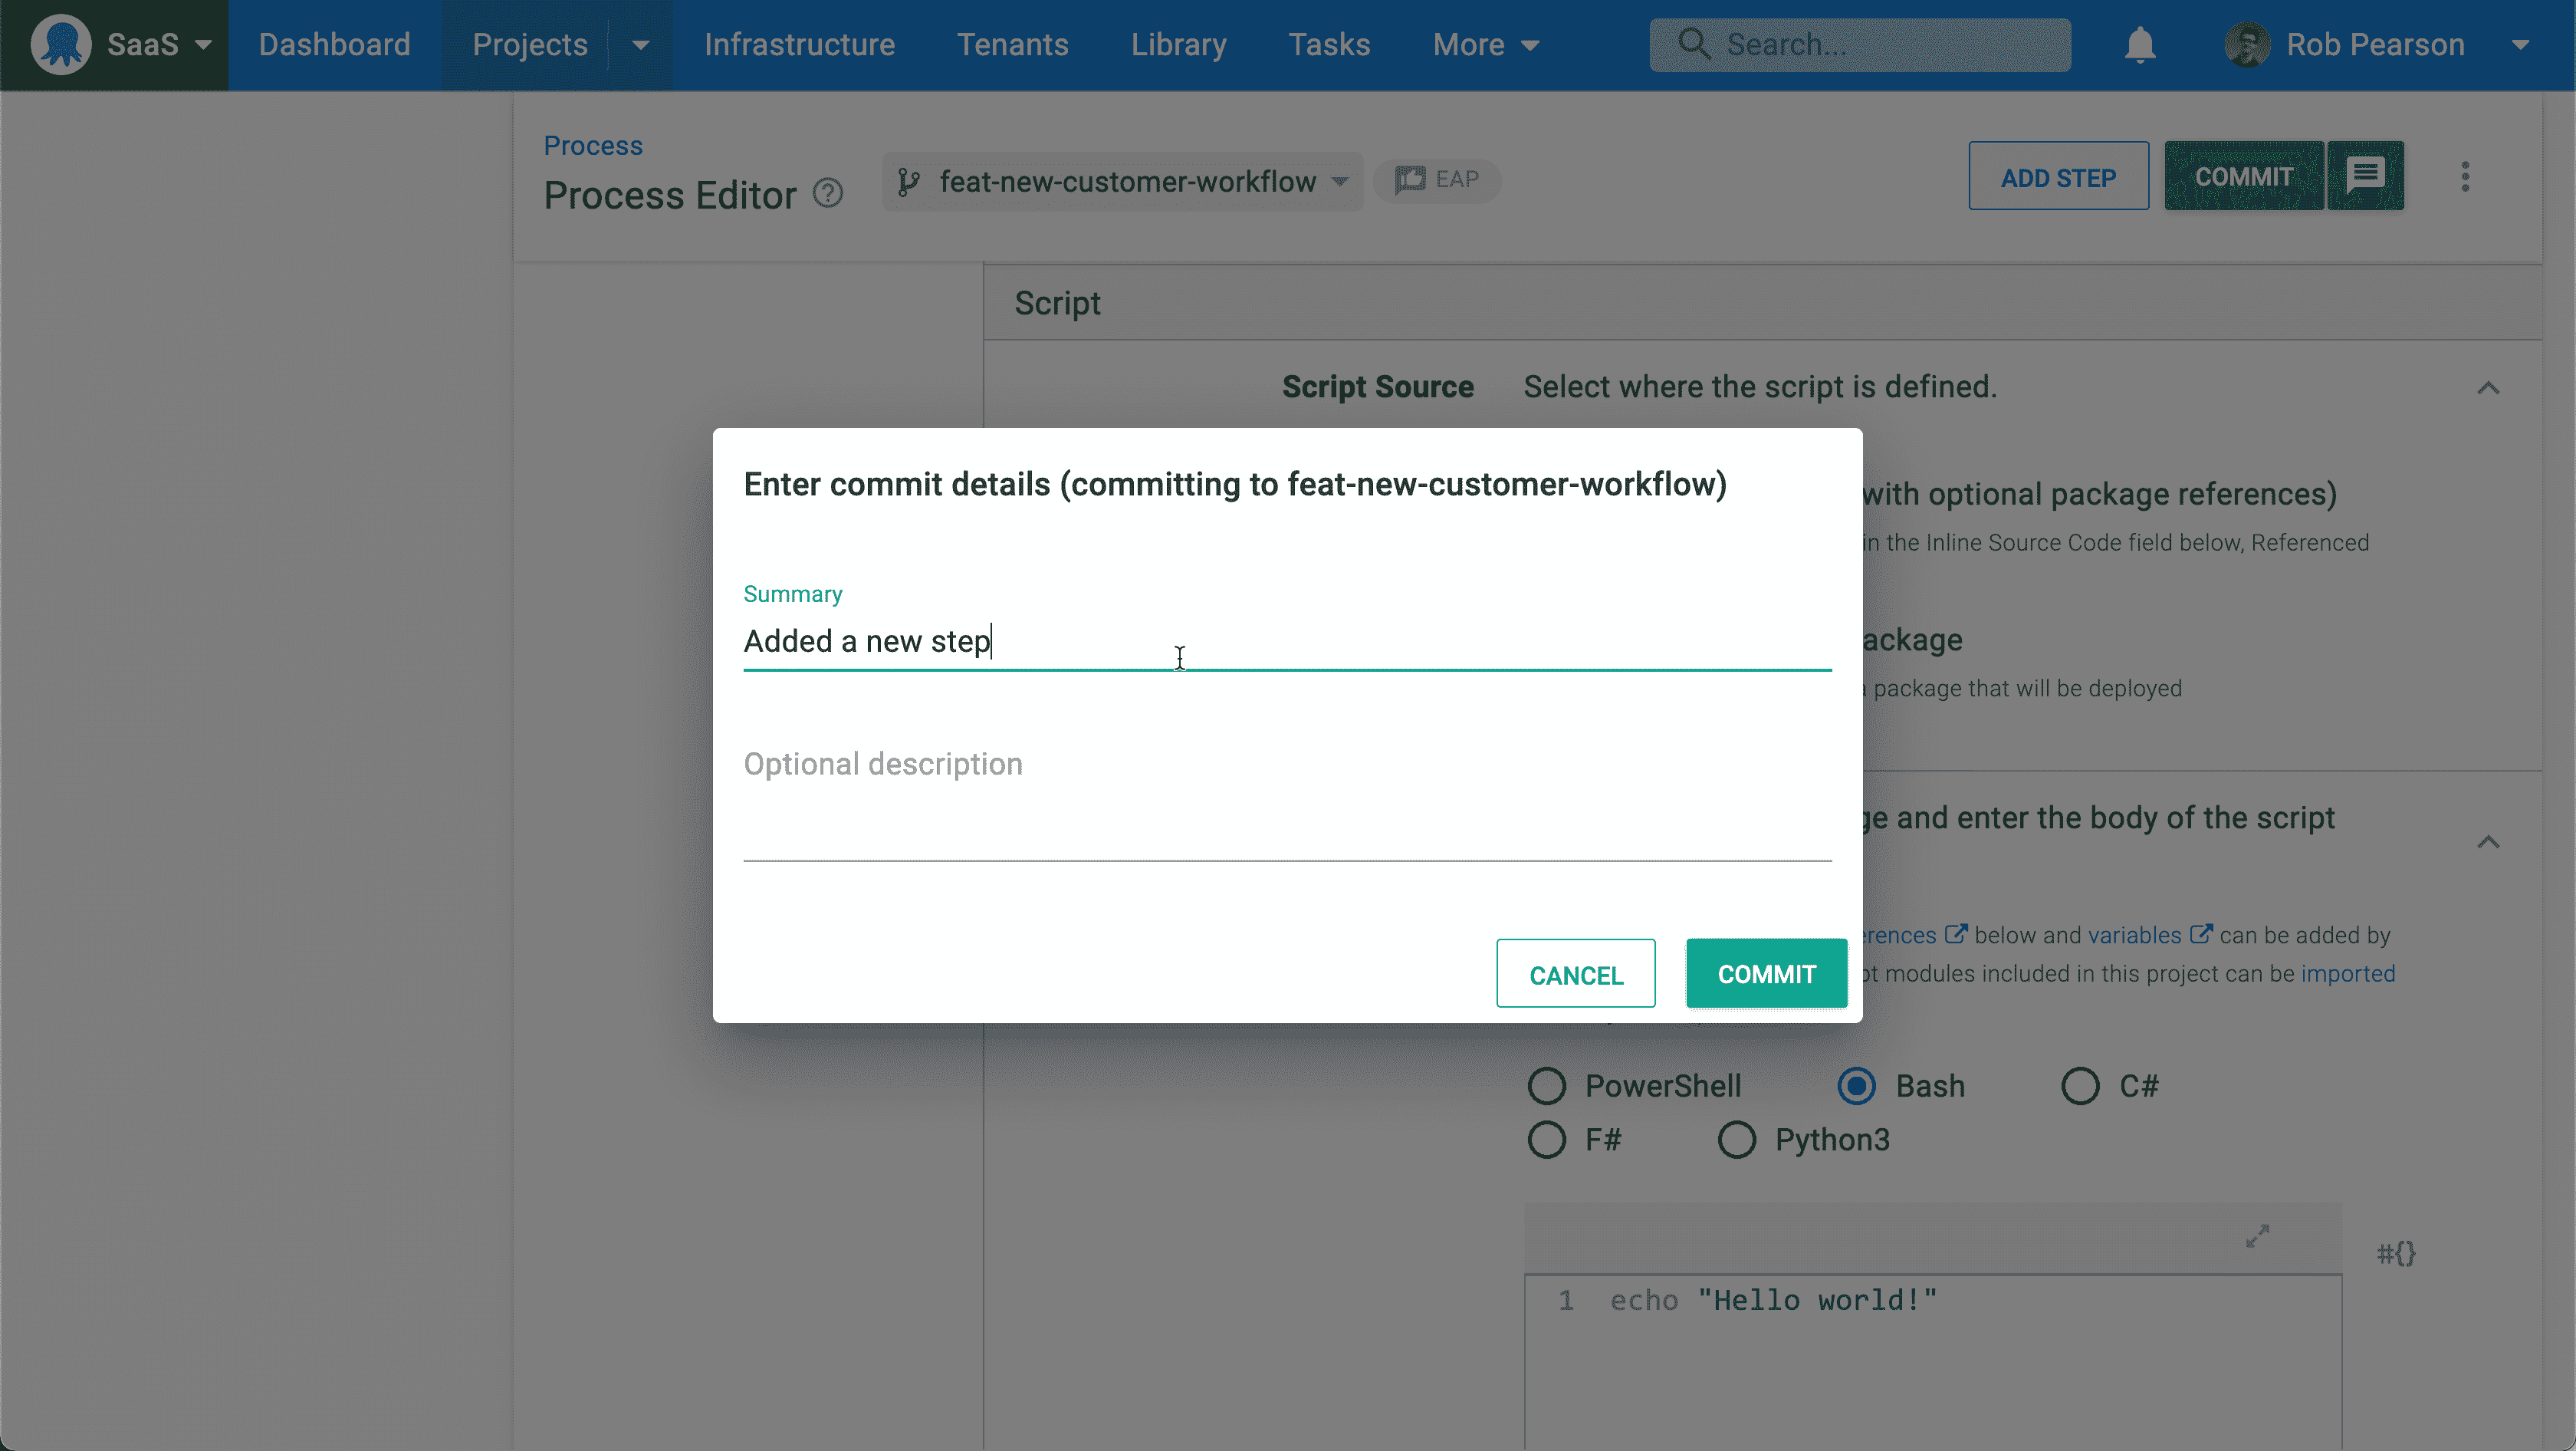 SaaS Dashboard Projects Infrastructure Tenants Library Tasks More Search... Rob Pearson
Process
Process Editor ? feat-new-customer-workflow EAP ADD STEP COMMIT
Script
Script Source Select where the script is defined.
Enter commit details (committing to feat-new-customer-workflow)
with optional package references)
in the Inline Source Code field below, Referenced
Summary
Added a new step
package that will be deployed
Optional description
and enter the body of the script
below and variables can be added by
modules included in this project can be imported
CANCEL COMMIT
PowerShell Bash C#
F# Python3
#{}
1 echo "Hello world!"